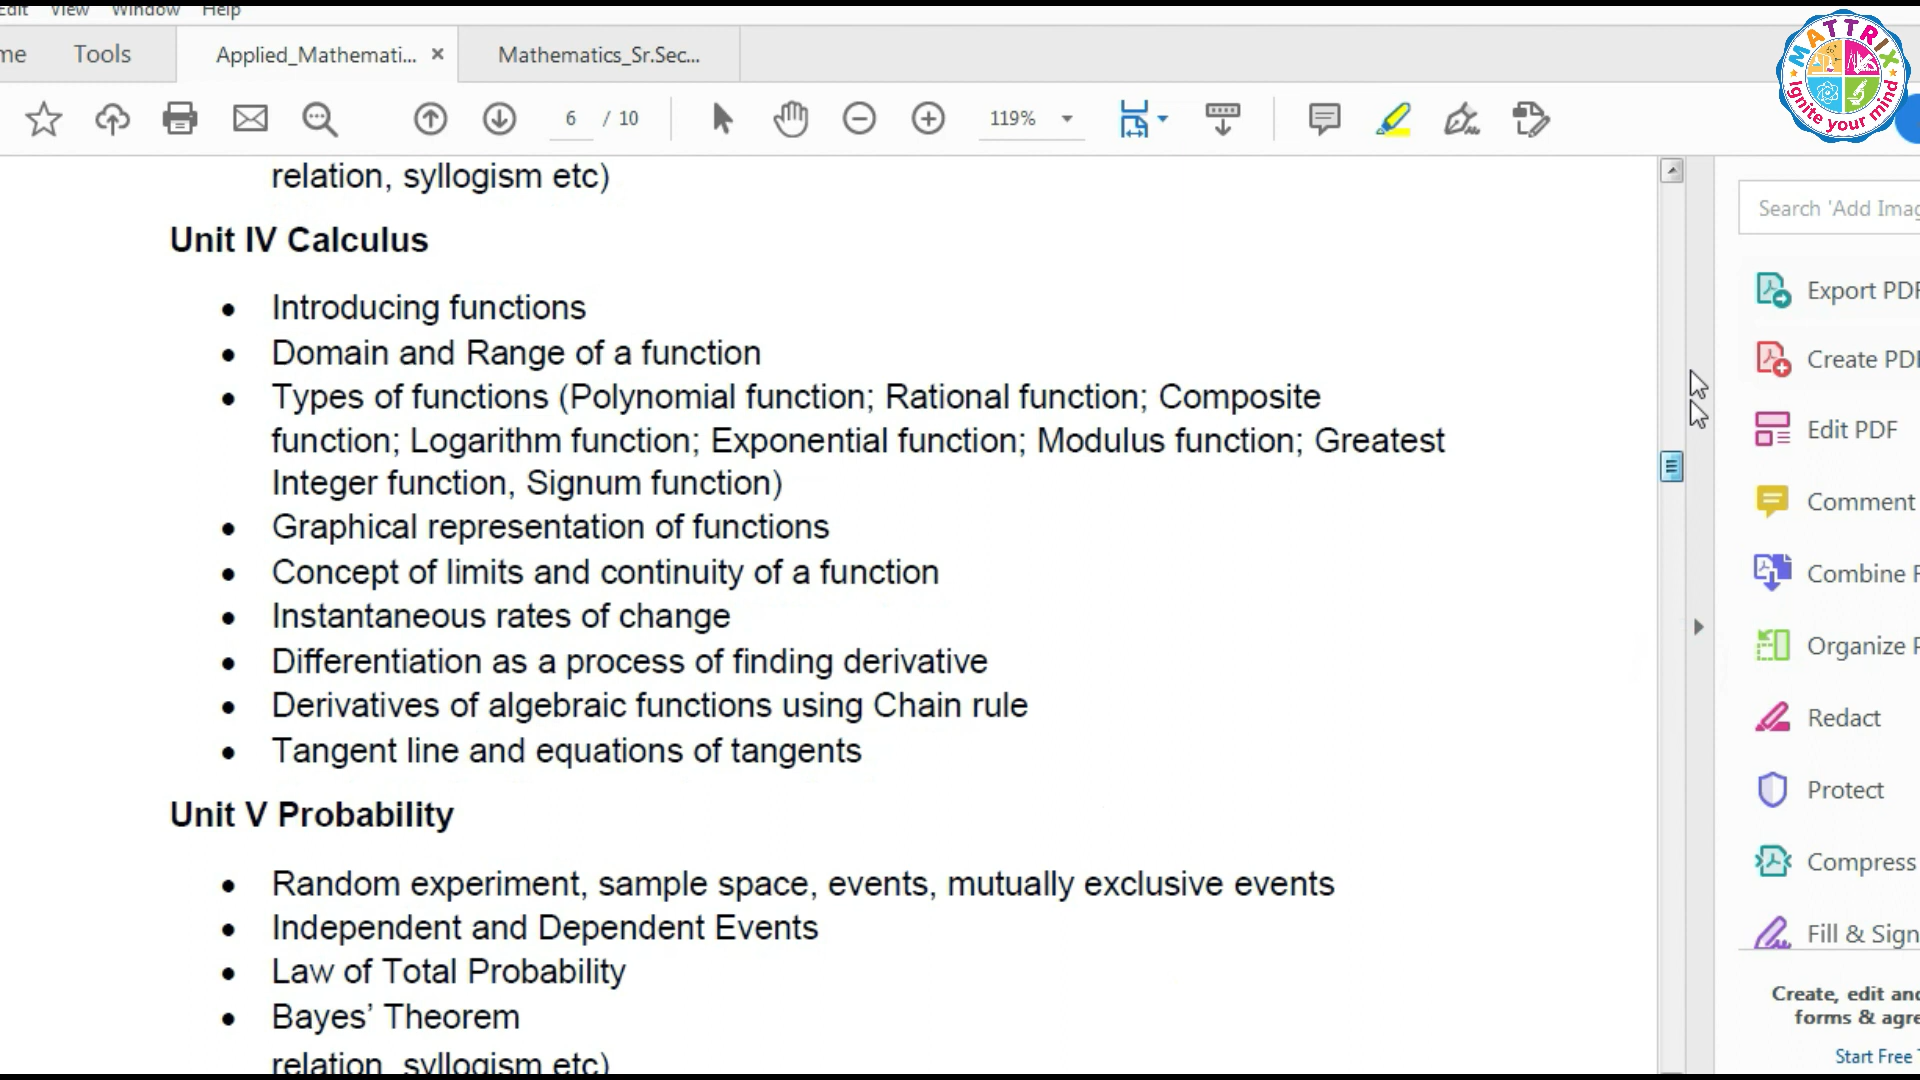 Edit View Window Help
me Tools Applied_Mathemati... × Mathematics_Sr.Sec...
6 / 10 119%
MATTRIX
Ignite your mind
relation, syllogism etc)
Unit IV Calculus
• Introducing functions
• Domain and Range of a function
• Types of functions (Polynomial function; Rational function; Composite
function; Logarithm function; Exponential function; Modulus function; Greatest
Integer function, Signum function)
• Graphical representation of functions
• Concept of limits and continuity of a function
• Instantaneous rates of change
• Differentiation as a process of finding derivative
• Derivatives of algebraic functions using Chain rule
• Tangent line and equations of tangents
Unit V Probability
• Random experiment, sample space, events, mutually exclusive events
• Independent and Dependent Events
• Law of Total Probability
• Bayes’ Theorem
relation, syllogism etc)
Search 'Add Imag
Export PDF
Create PDF
Edit PDF
Comment
Combine F
Organize P
Redact
Protect
Compress
Fill & Sign
Create, edit and
forms & agre
Start Free T